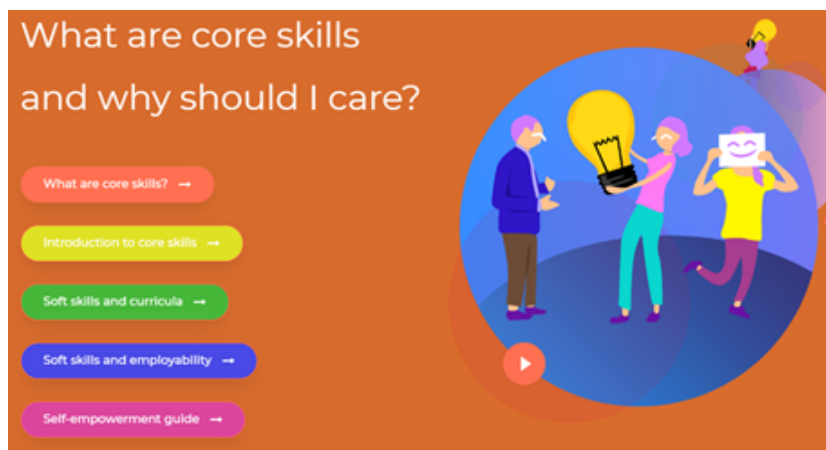 What are core skills
and why should I care?
What are core skills? →
Introduction to core skills →
Soft skills and curricula →
Soft skills and employability →
Self-empowerment guide →